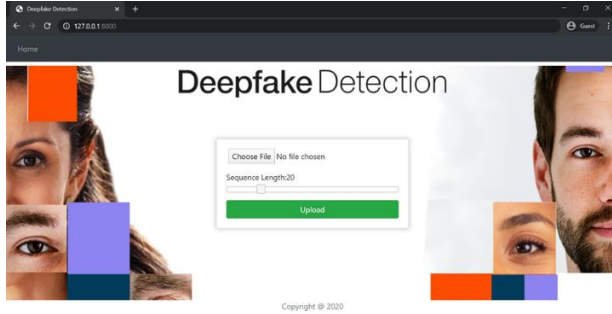 Deepfake Detection
127.0.0.1:8000
Guest
Home
Deepfake Detection
Choose File No file chosen
Sequence Length:20
Upload
Copyright @ 2020